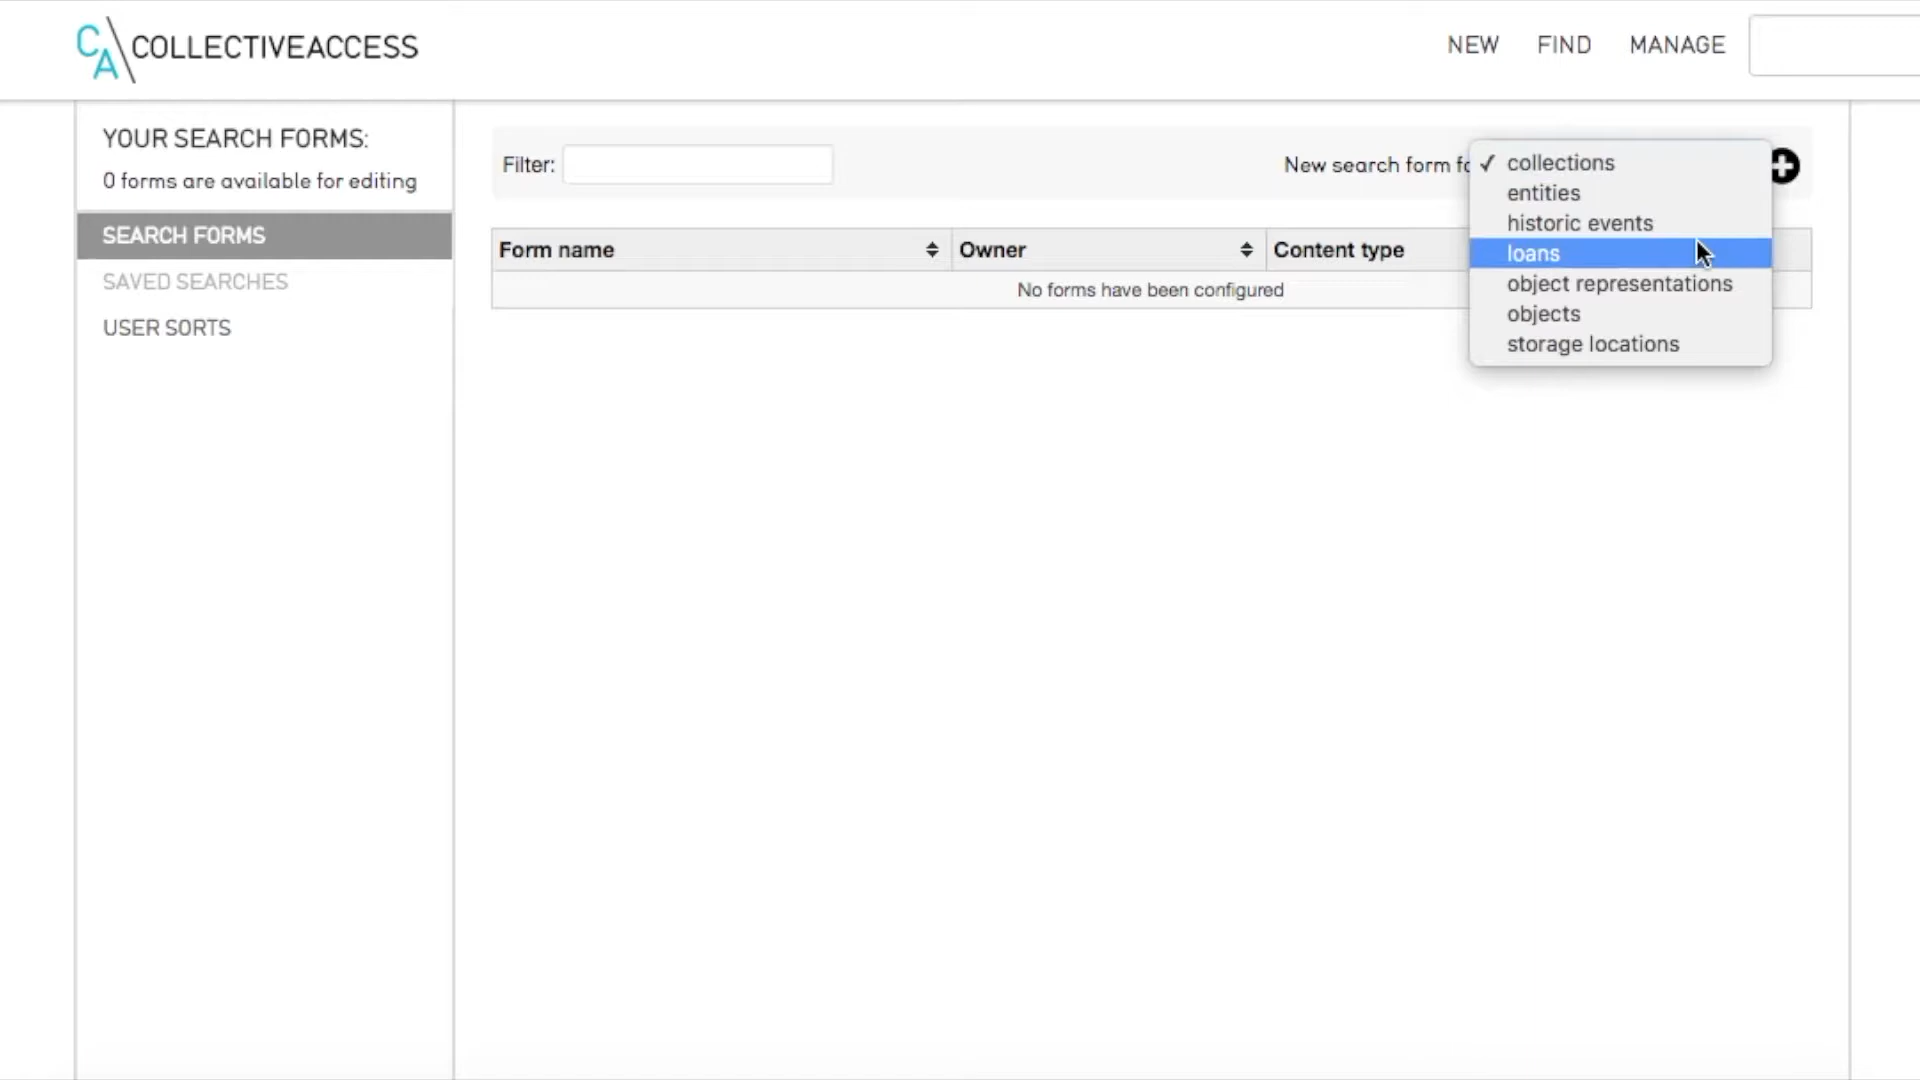 CA COLLECTIVEACCESS
NEW FIND MANAGE
YOUR SEARCH FORMS:
0 forms are available for editing
SEARCH FORMS
SAVED SEARCHES
USER SORTS
Filter:
New search form fo
✓ collections
entities
historic events
loans
object representations
objects
storage locations
Form name Owner Content type
No forms have been configured